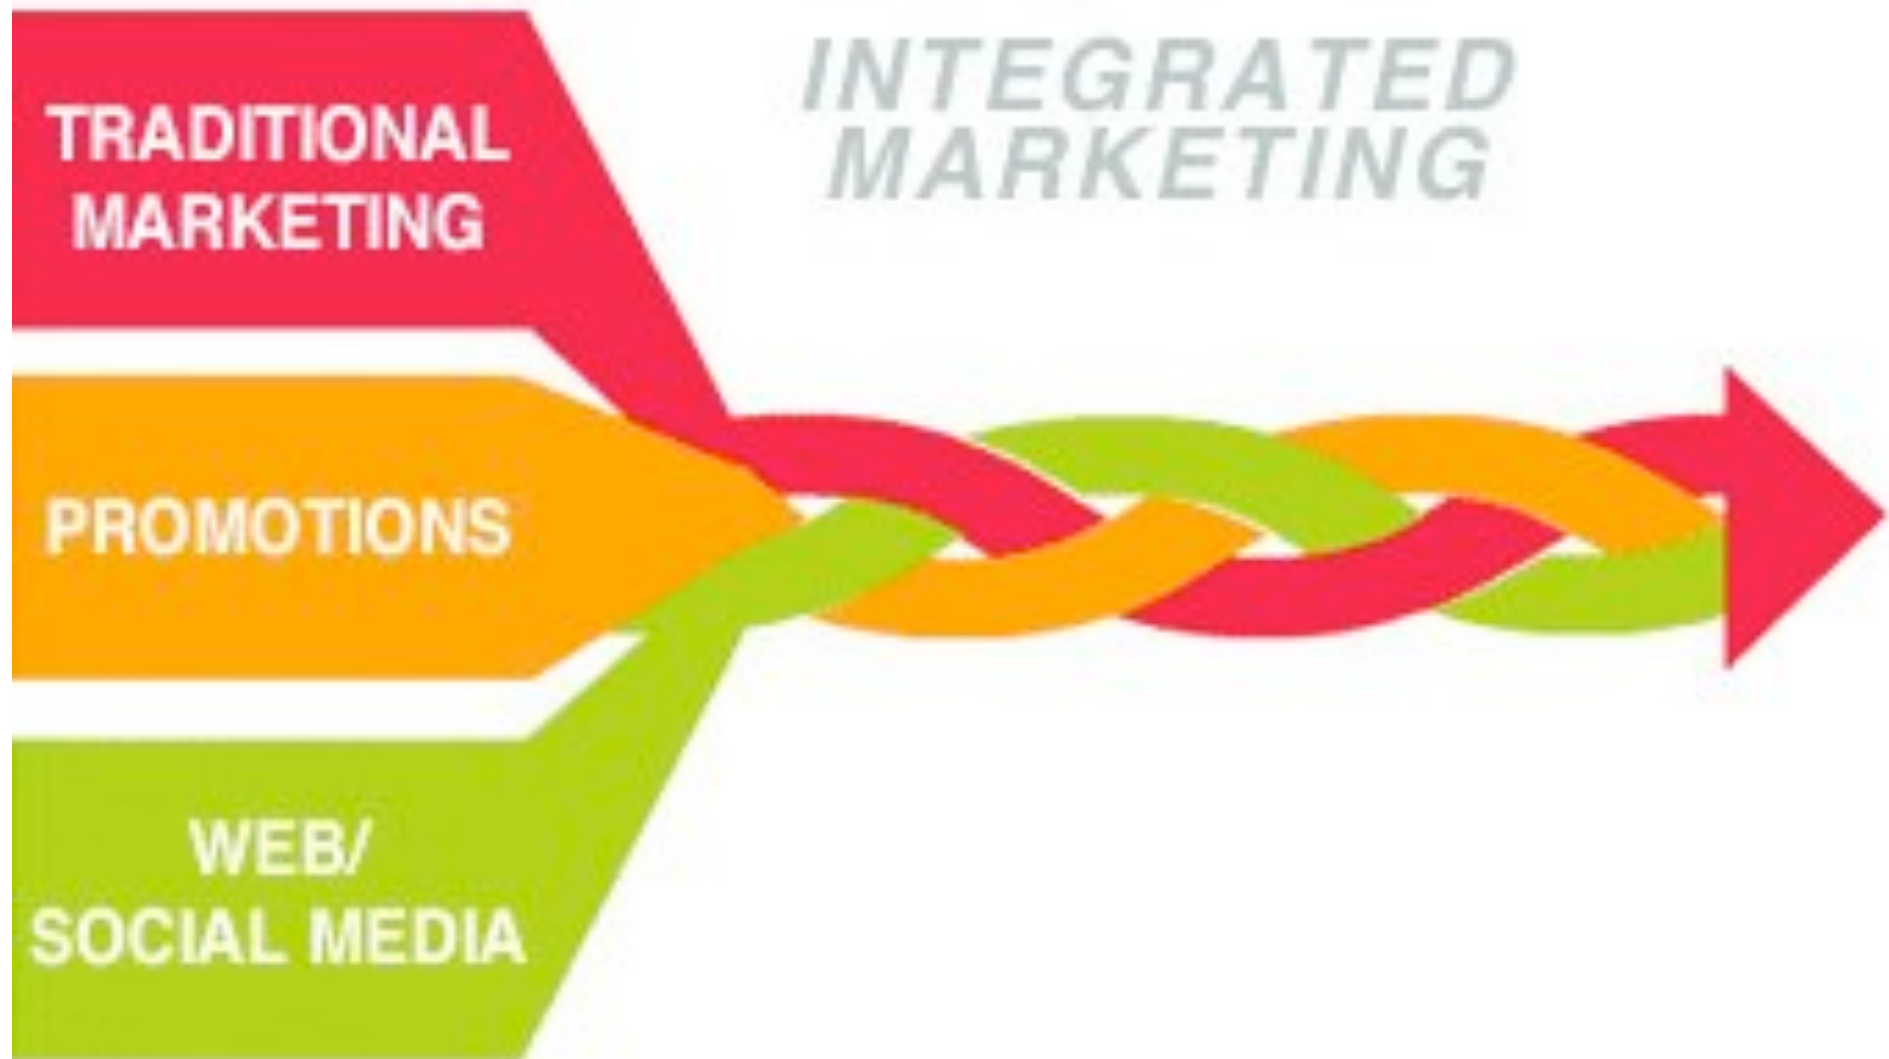 TRADITIONAL
MARKETING
PROMOTIONS
WEB/
SOCIAL MEDIA
INTEGRATED
MARKETING